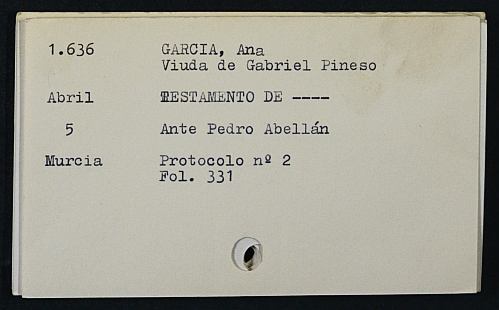 1.636 GARCIA, Ana
Viuda de Gabriel Pineso
Abril TESTAMENTO DE ----
5 Ante Pedro Abellán
Murcia Protocolo nº 2
Fol. 331